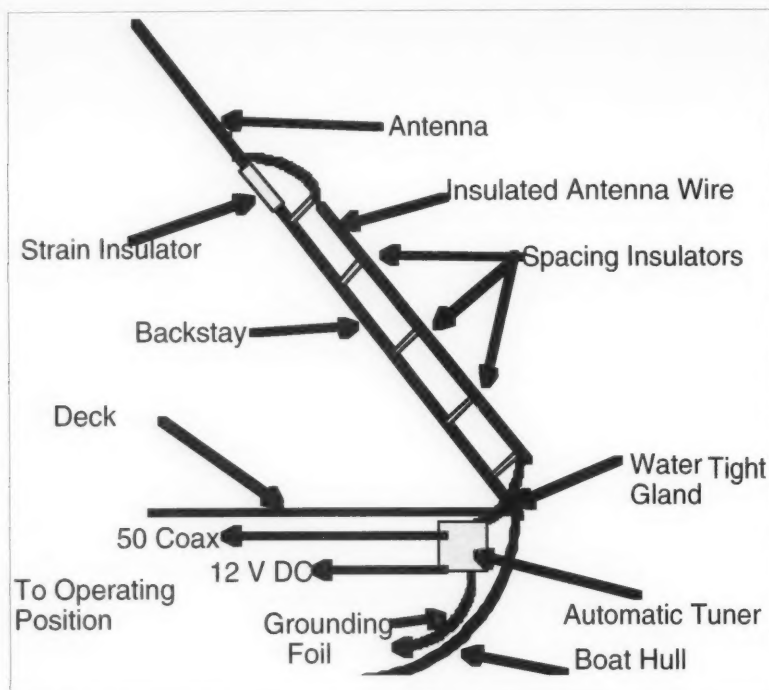 Antenna
Insulated Antenna Wire
Strain Insulator
Spacing Insulators
Backstay
Deck
Water Tight
Gland
50 Coax
12 V DC
To Operating
Position
Grounding
Foil
Automatic Tuner
Boat Hull